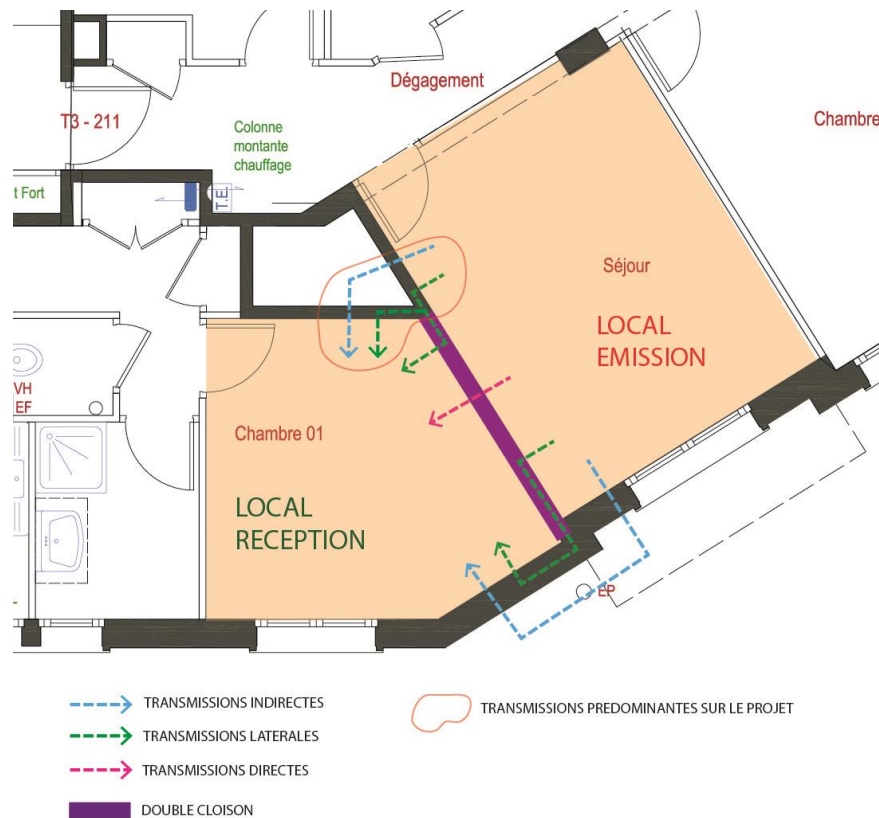 Dégagement
T3 - 211
Colonne
montante
chauffage
Chambre
t Fort
T.E.
Séjour
LOCAL
EMISSION
VH
EF
Chambre 01
LOCAL
RECEPTION
EP
TRANSMISSIONS INDIRECTES
TRANSMISSIONS PREDOMINANTES SUR LE PROJET
TRANSMISSIONS LATERALES
TRANSMISSIONS DIRECTES
DOUBLE CLOISON